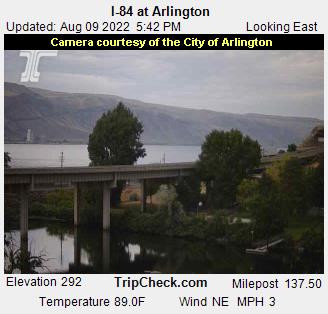 I-84 at Arlington
Updated: Aug 09 2022 5:42 PM Looking East
Camera courtesy of the City of Arlington
Elevation 292 TripCheck.com Milepost 137.50
Temperature 89.0F Wind NE MPH 3